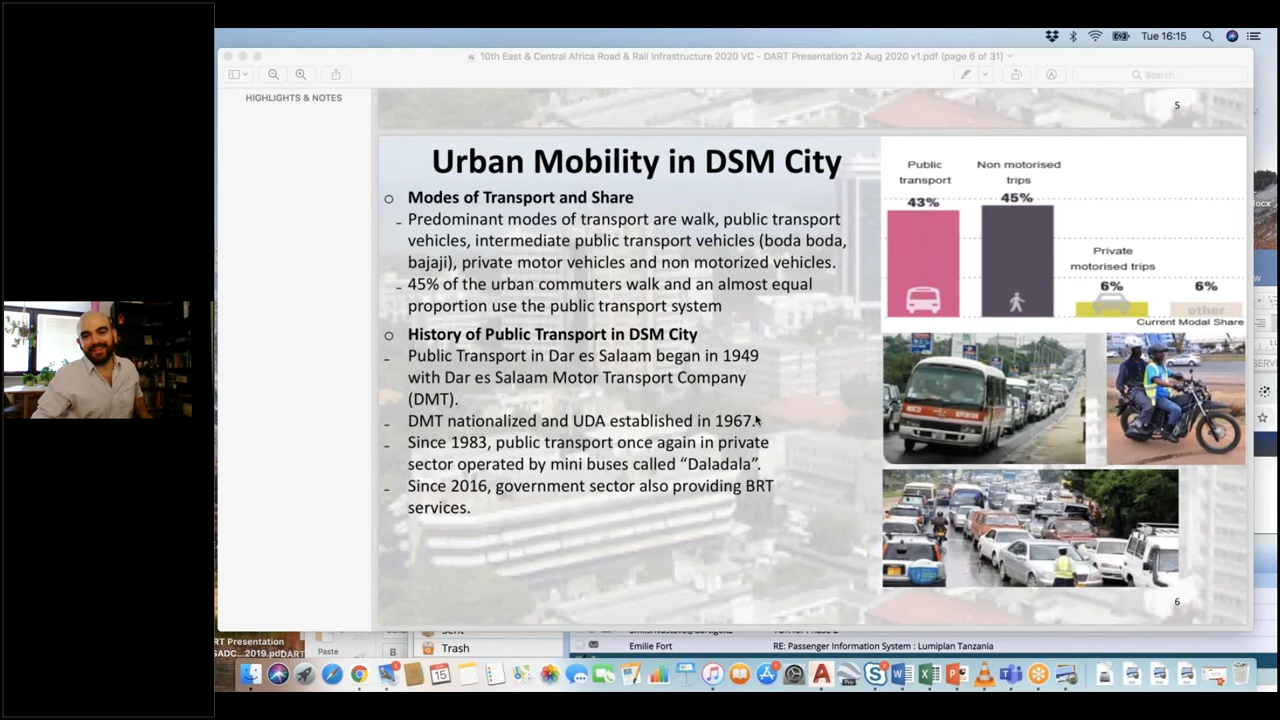 Tue 16:15
10th East & Central Africa Road & Rail Infrastructure 2020 VC - DART Presentation 22 Aug 2020 v1.pdf (page 6 of 31)
Search
HIGHLIGHTS & NOTES
5
Urban Mobility in DSM City
Modes of Transport and Share
Predominant modes of transport are walk, public transport
vehicles, intermediate public transport vehicles (boda boda,
bajaji), private motor vehicles and non motorized vehicles.
45% of the urban commuters walk and an almost equal
proportion use the public transport system
History of Public Transport in DSM City
Public Transport in Dar es Salaam began in 1949
with Dar es Salaam Motor Transport Company
(DMT).
DMT nationalized and UDA established in 1967.
Since 1983, public transport once again in private
sector operated by mini buses called “Daladala”.
Since 2016, government sector also providing BRT
services.
Public
transport
43%
Non motorised
trips
45%
Private
motorised trips
6%
6%
other
Current Modal Share
6
RT Presentation
2019.pdf
DART
Paste
Sent
Trash
Emilie Fort
RE: Passenger Information System : Lumiplan Tanzania
15